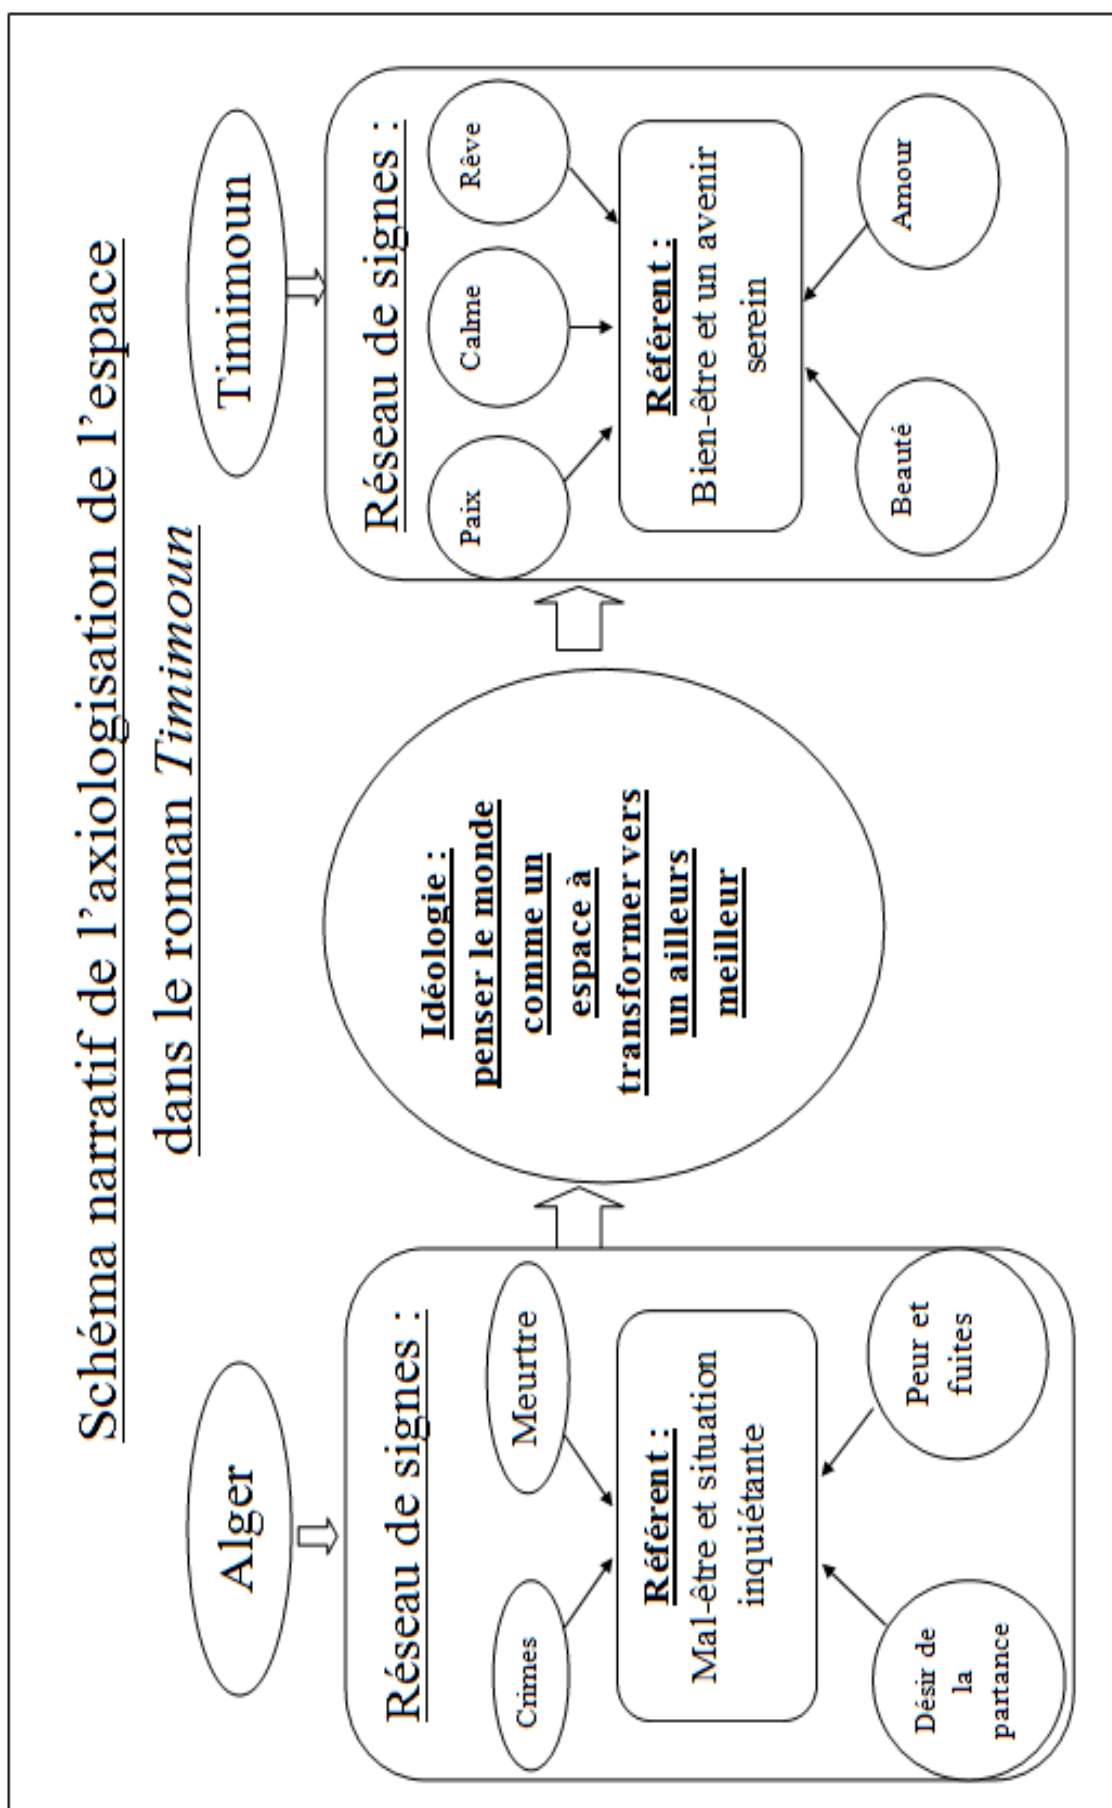 Schéma narratif de l'axiologisation de l'espace
dans le roman Timimoun
Alger
Réseau de signes :
Crimes
Meurtre
Référent :
Mal-être et situation
inquiétante
Désir de
la
partance
Peur et
fuites
Idéologie :
penser le monde
comme un
espace à
transformer vers
un ailleurs
meilleur
Timimoun
Réseau de signes :
Paix
Calme
Rêve
Référent :
Bien-être et un avenir
serein
Beauté
Amour